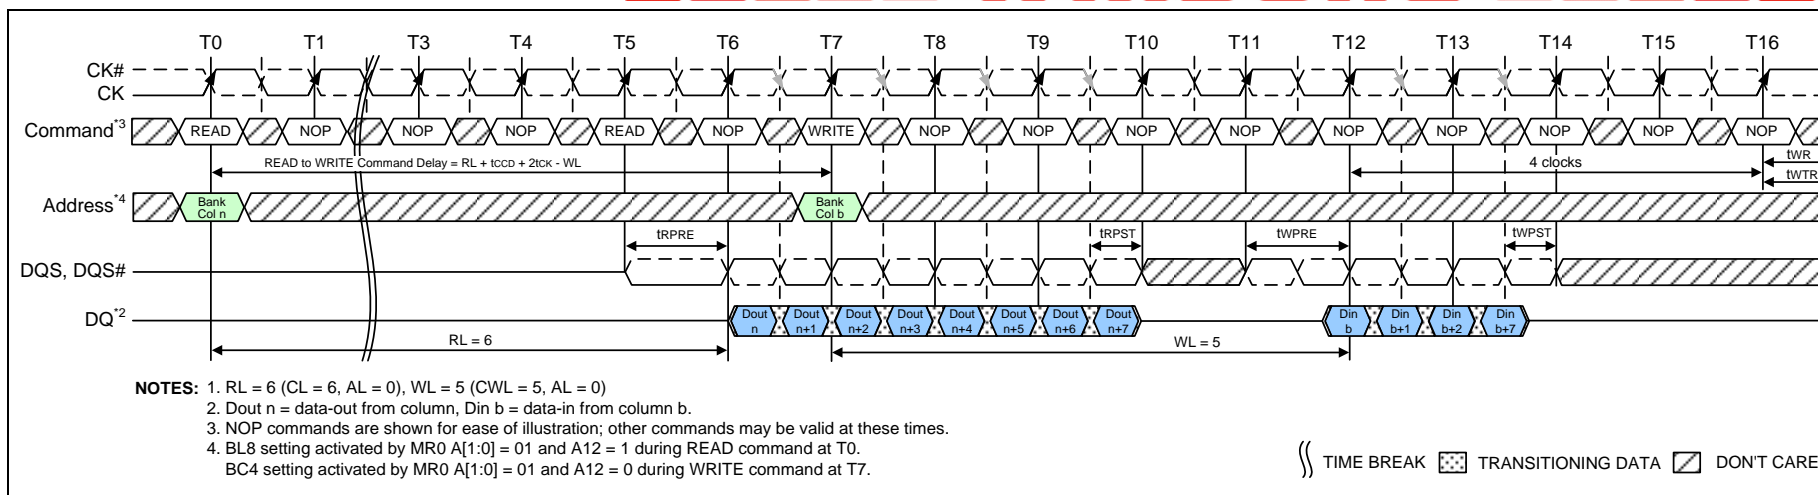 T0 T1 T3 T4 T5 T6 T7 T8 T9 T10 T11 T12 T13 T14 T15 T16
CK#
CK
Command*3 READ NOP NOP NOP READ NOP WRITE NOP NOP NOP NOP NOP NOP NOP NOP NOP
READ to WRITE Command Delay = RL + tCCD + 2tCK - WL
4 clocks
tWR
tWTR
Address*4
Bank
Col n
Bank
Col b
tRPRE tRPST tWPRE tWPST
DQS, DQS#
DQ*2
Dout
n
Dout
n+1
Dout
n+2
Dout
n+3
Dout
n+4
Dout
n+5
Dout
n+6
Dout
n+7
Din
b
Din
b+1
Din
b+2
Din
b+7
RL = 6
WL = 5
NOTES: 1. RL = 6 (CL = 6, AL = 0), WL = 5 (CWL = 5, AL = 0)
2. Dout n = data-out from column, Din b = data-in from column b.
3. NOP commands are shown for ease of illustration; other commands may be valid at these times.
4. BL8 setting activated by MR0 A[1:0] = 01 and A12 = 1 during READ command at T0.
BC4 setting activated by MR0 A[1:0] = 01 and A12 = 0 during WRITE command at T7.
TIME BREAK TRANSITIONING DATA DON'T CARE